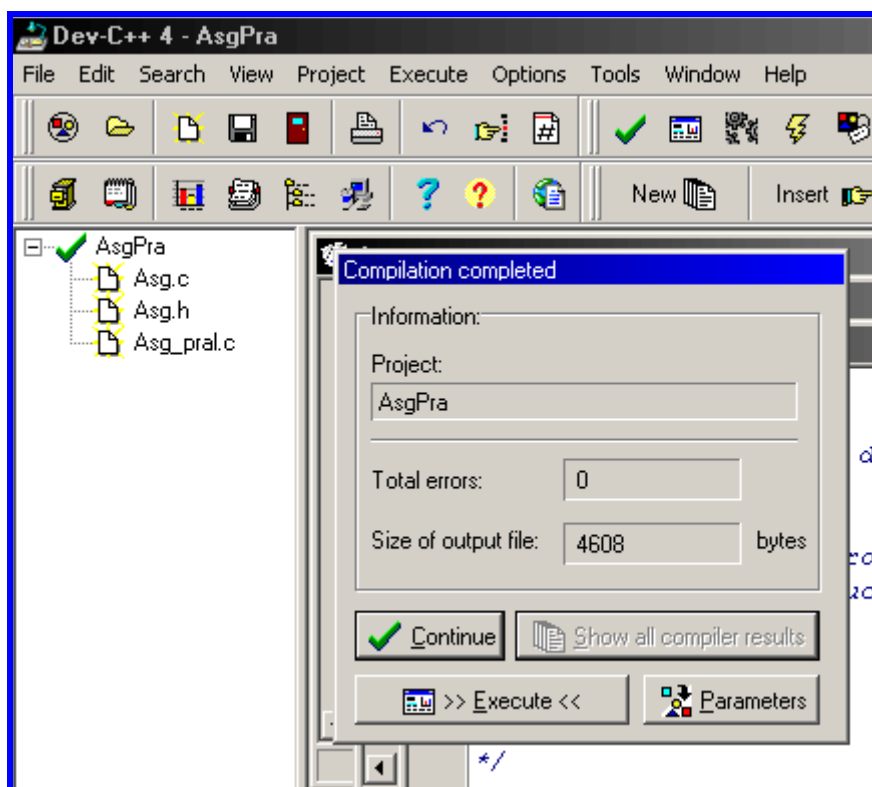 Dev-C++ 4 - AsgPra
File Edit Search View Project Execute Options Tools Window Help
New Insert
AsgPra
Asg.c
Asg.h
Asg_pral.c
Compilation completed
Information:
Project:
AsgPra
Total errors: 0
Size of output file: 4608 bytes
Continue Show all compiler results
>> Execute << Parameters
*/